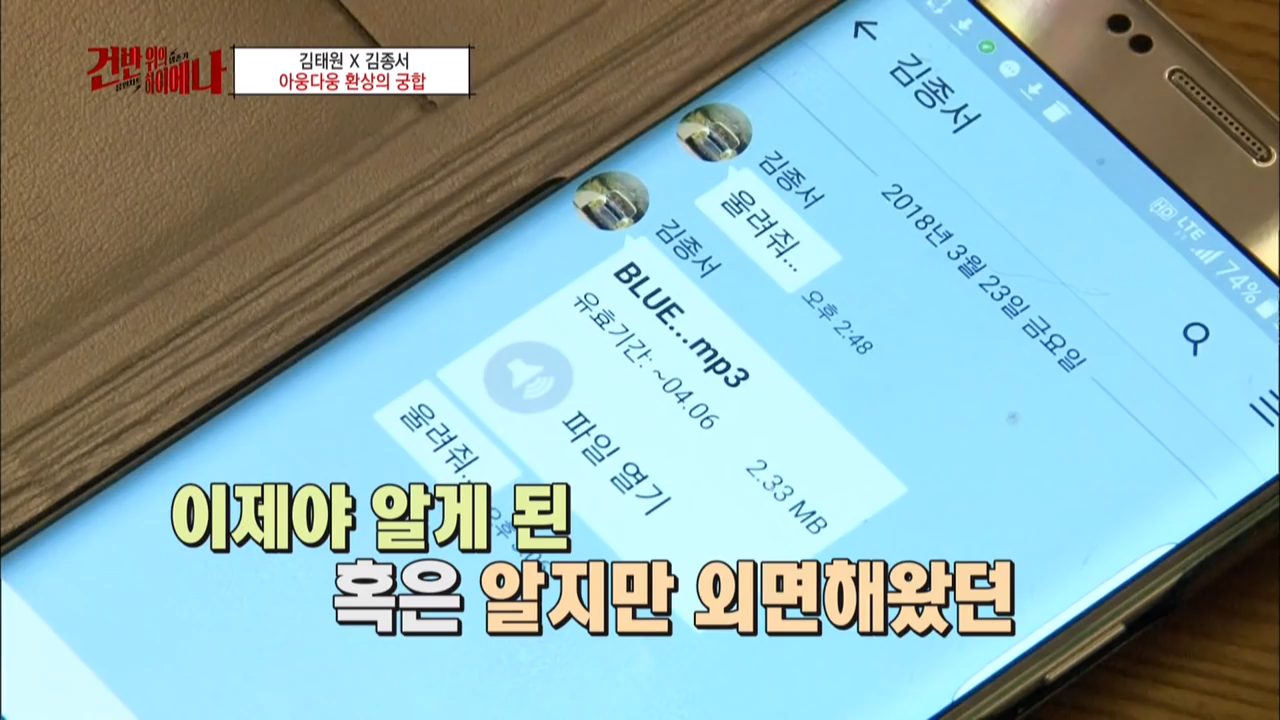 건반 위의 하이에나
김태원 X 김종서
아웅다웅 환상의 궁합
김종서
HD LTE 74%
2018년 3월 23일 금요일
김종서
울려줘...
오후 2:48
김종서
BLUE...mp3
유효기간: ~04.06
2.33 MB
파일 열기
울려줘...
이제야 알게 된
혹은 알지만 외면해왔던